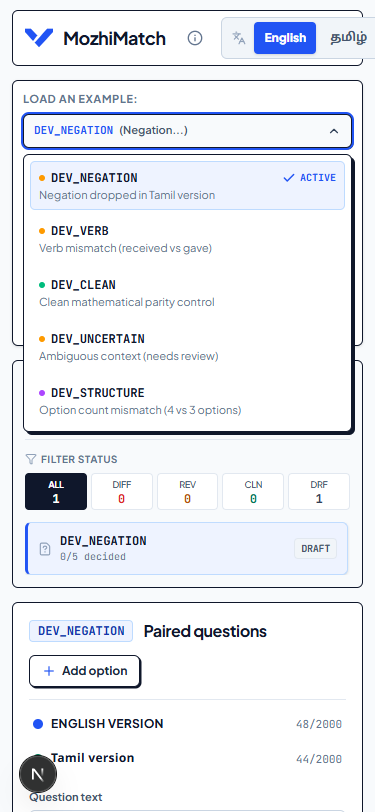 MozhiMatch
English
தமிழ்
LOAD AN EXAMPLE:
DEV_NEGATION (Negation...)
DEV_NEGATION
ACTIVE
Negation dropped in Tamil version
DEV_VERB
Verb mismatch (received vs gave)
DEV_CLEAN
Clean mathematical parity control
DEV_UNCERTAIN
Ambiguous context (needs review)
DEV_STRUCTURE
Option count mismatch (4 vs 3 options)
FILTER STATUS
ALL DIFF REV CLN DRF
1 0 0 0 1
DEV_NEGATION
0/5 decided
DRAFT
DEV_NEGATION Paired questions
+ Add option
ENGLISH VERSION 48/2000
Tamil version 44/2000
N
Question text